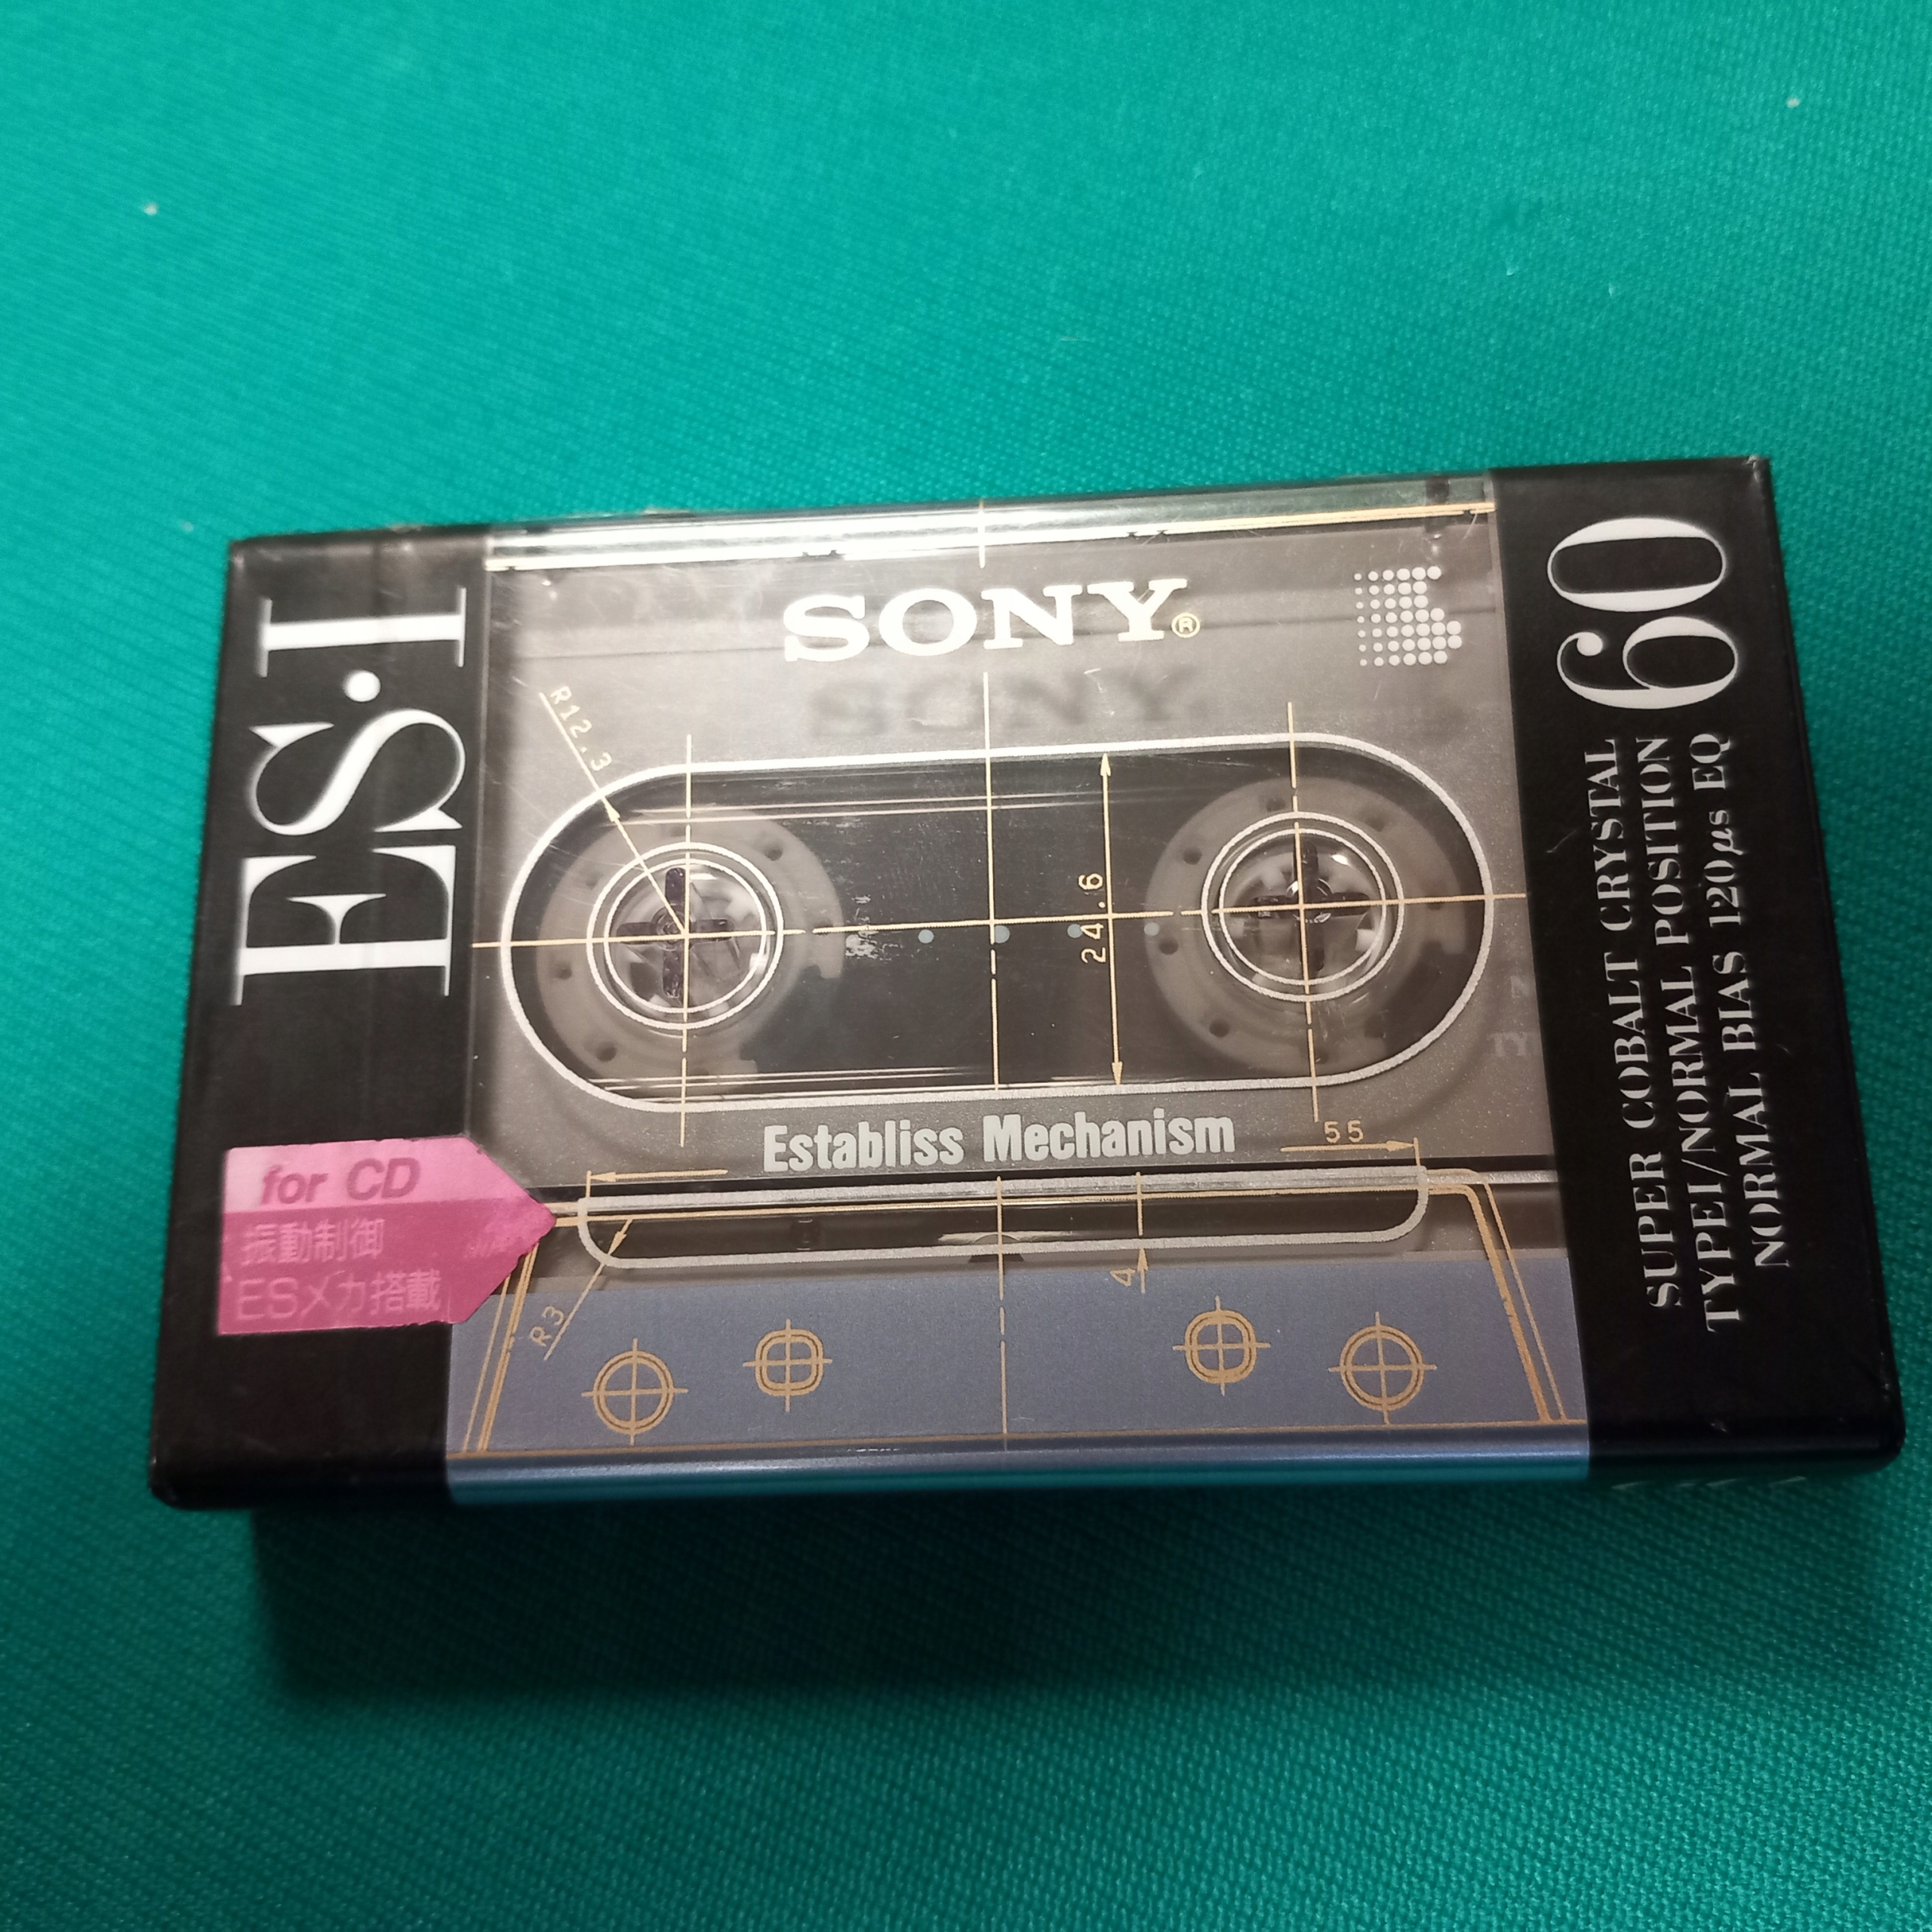 ES·I
for CD
振動制御
ESメカ搭載
SONY®
SONY
R12.3
24.6
Establiss Mechanism
55
4
R3
60
SUPER COBALT CRYSTAL
TYPEI/NORMAL POSITION
NORMAL BIAS 120μs EQ